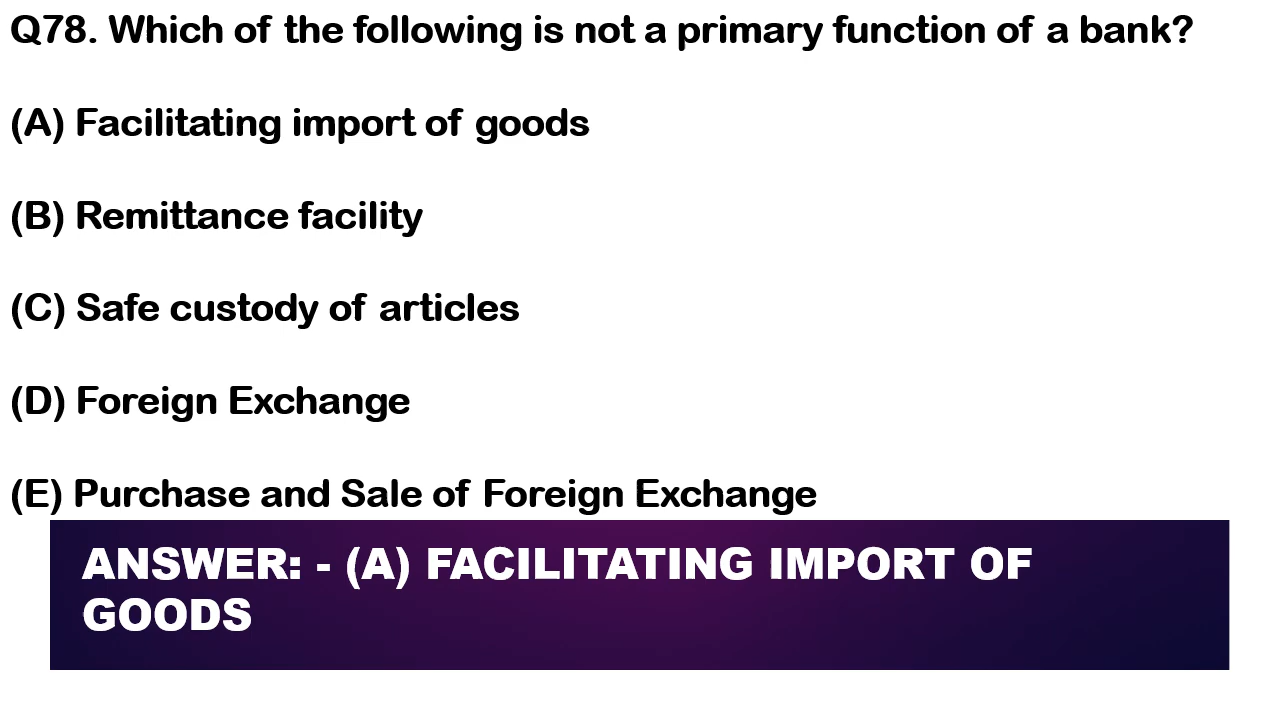 Q78. Which of the following is not a primary function of a bank?
(A) Facilitating import of goods
(B) Remittance facility
(C) Safe custody of articles
(D) Foreign Exchange
(E) Purchase and Sale of Foreign Exchange
ANSWER: - (A) FACILITATING IMPORT OF
GOODS